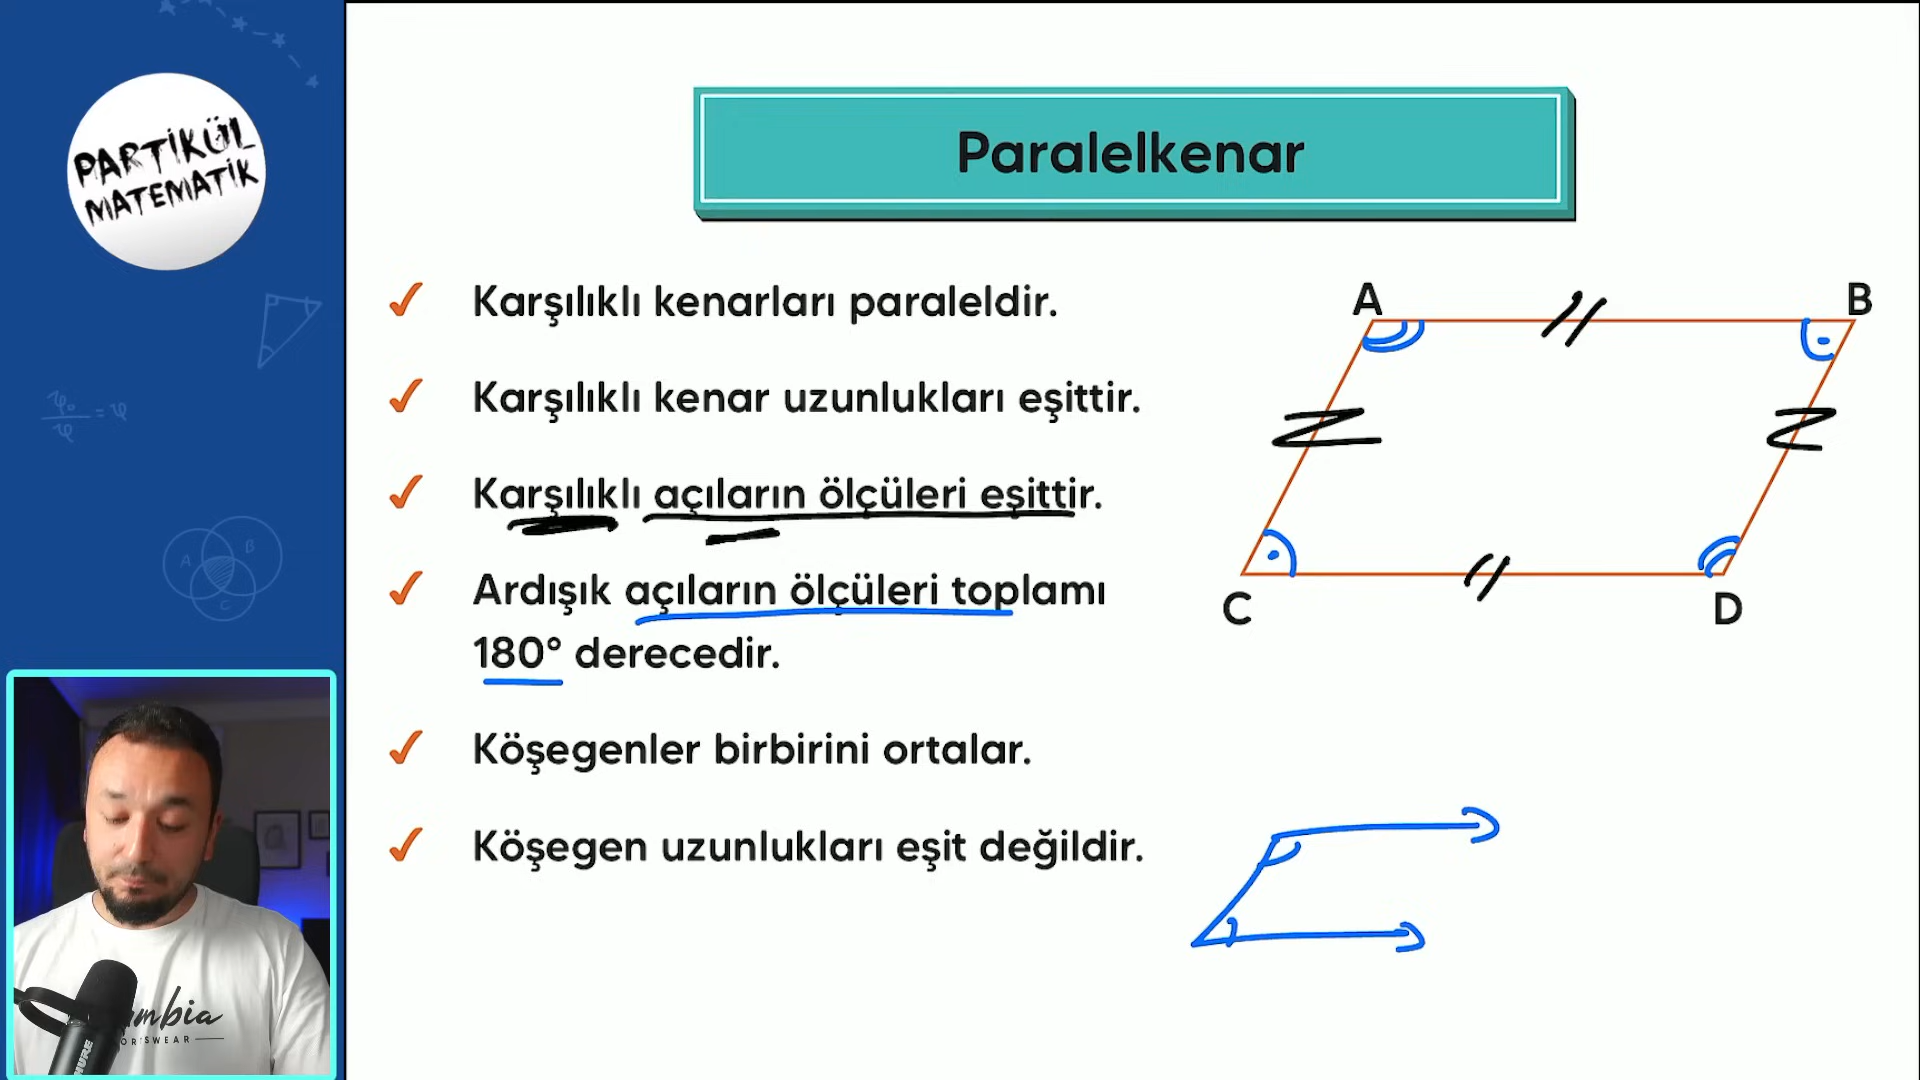 PARTİKÜL
MATEMATİK
Paralelkenar
Karşılıklı kenarları paraleldir.
Karşılıklı kenar uzunlukları eşittir.
Karşılıklı açıların ölçüleri eşittir.
Ardışık açıların ölçüleri toplamı
180° derecedir.
Köşegenler birbirini ortalar.
Köşegen uzunlukları eşit değildir.
A
B
C
D
A
B
C
SHURE